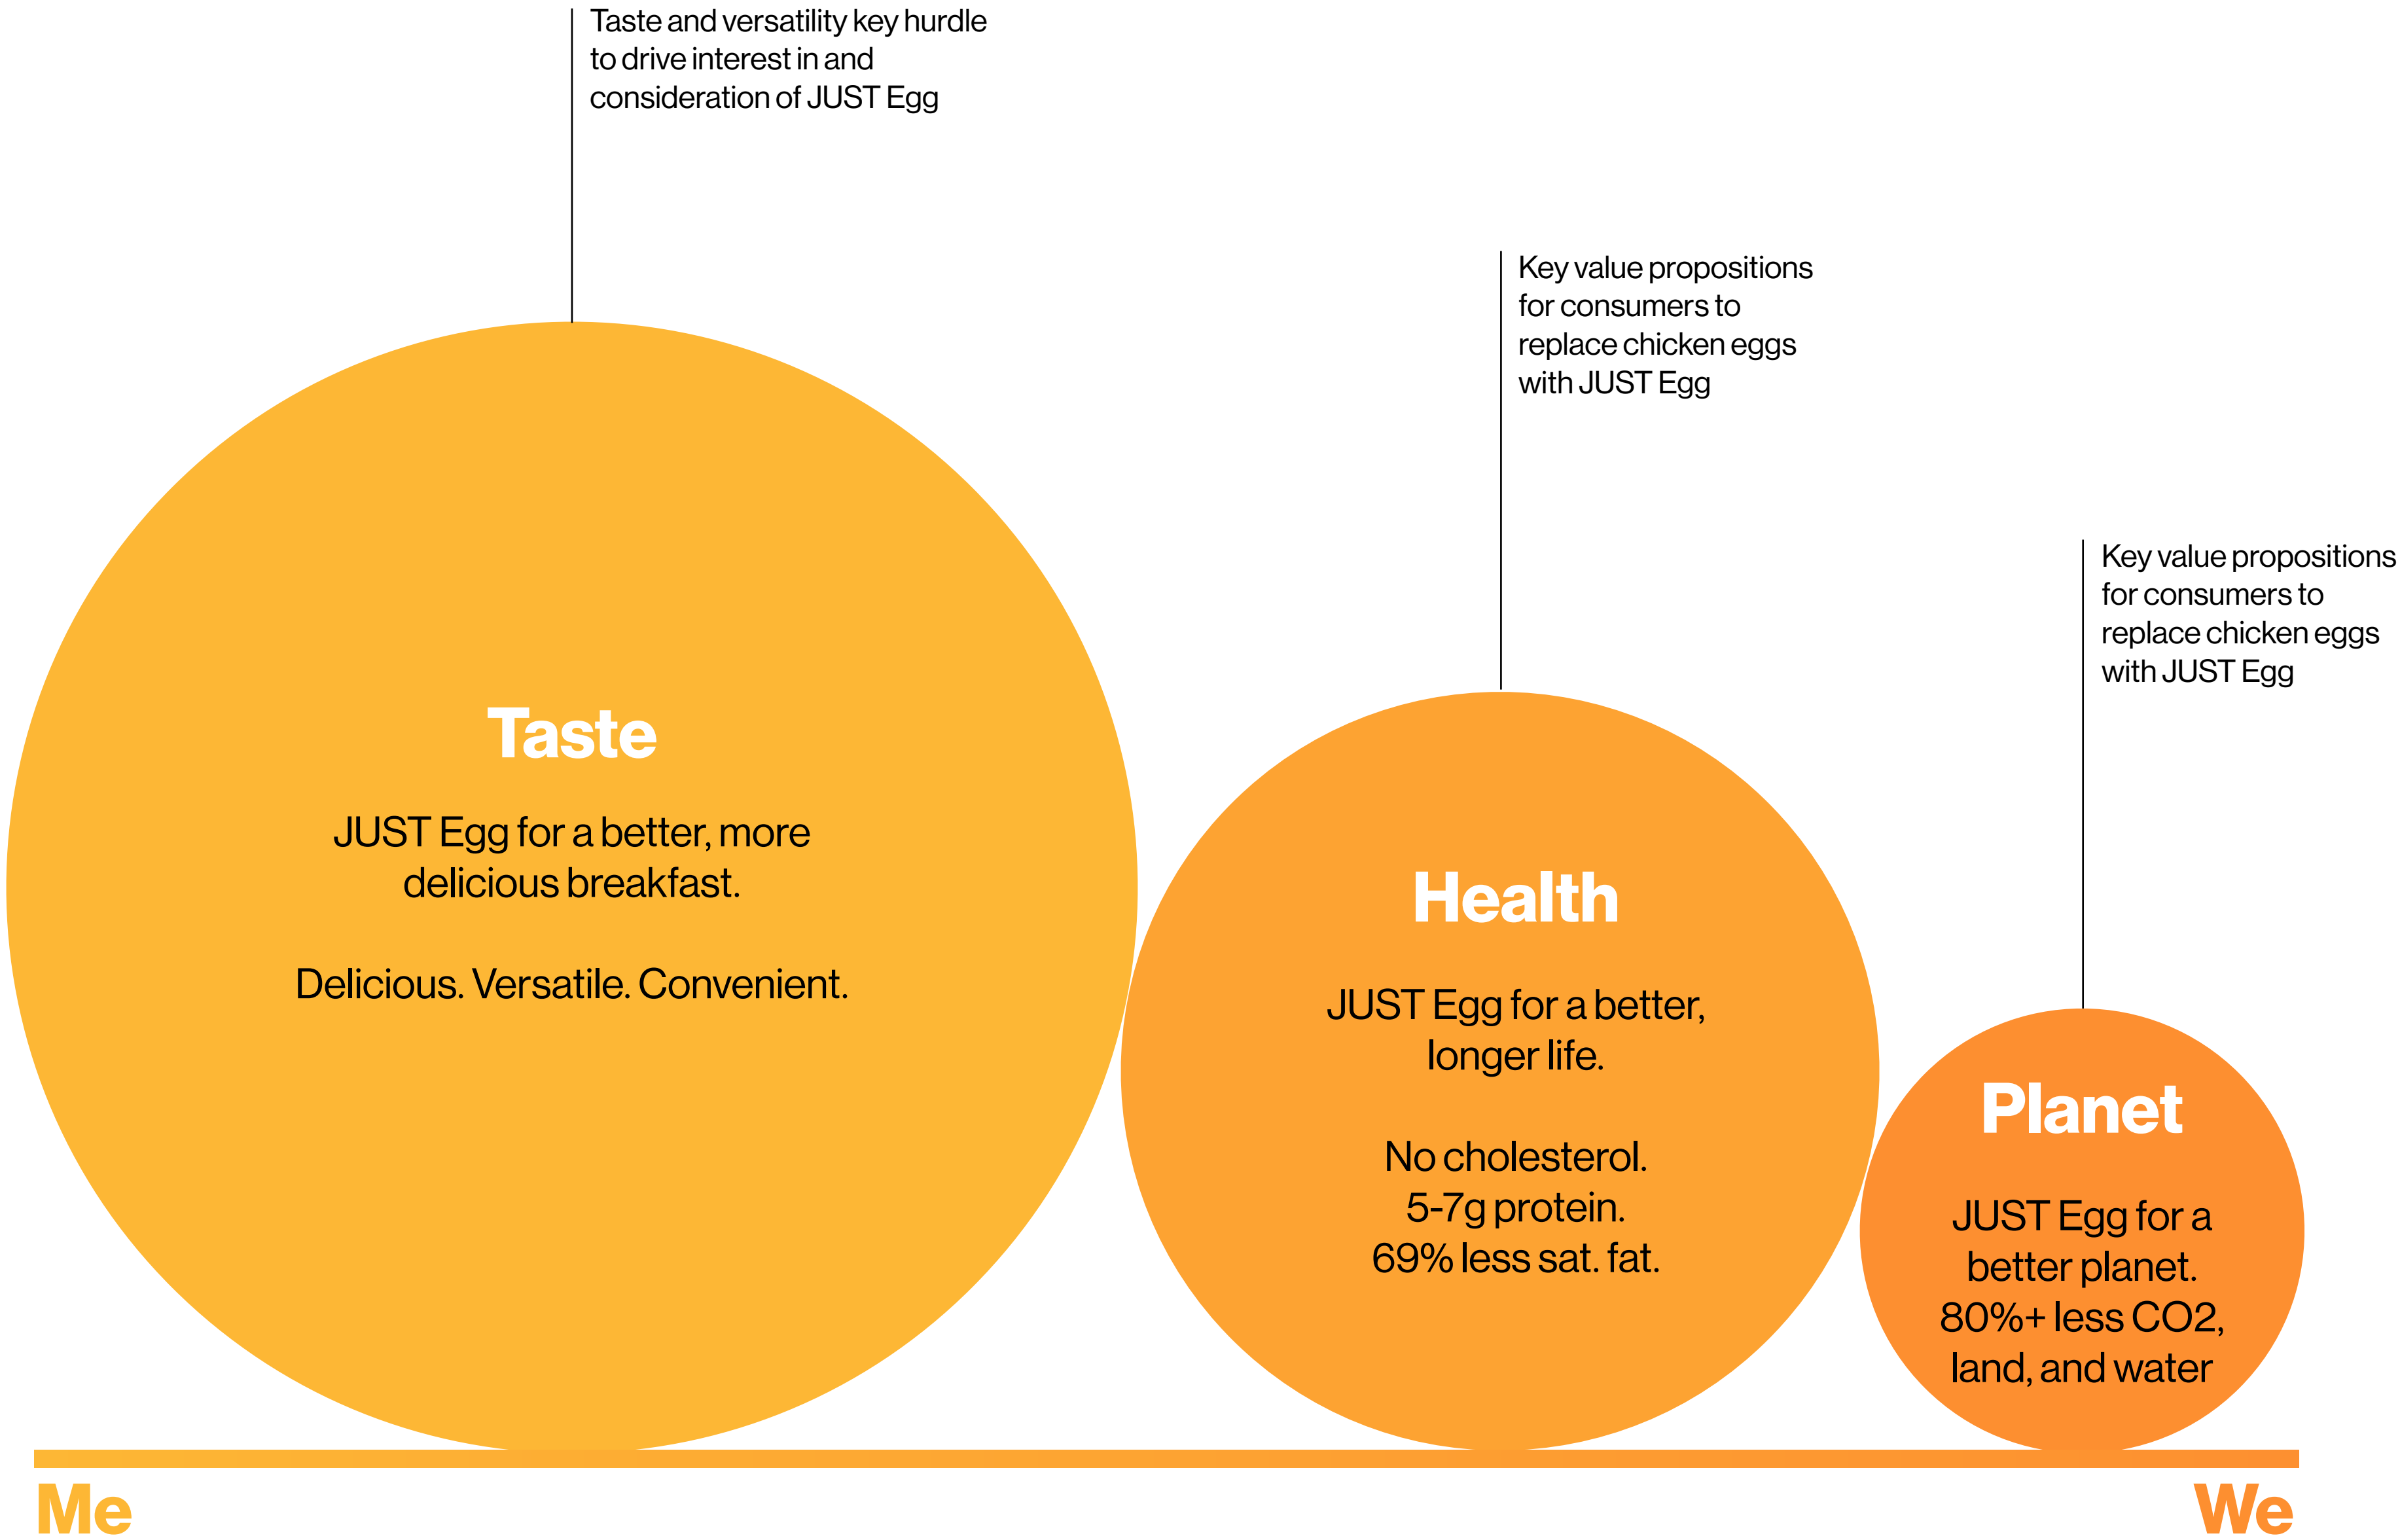 Taste and versatility key hurdle
to drive interest in and
consideration of JUST Egg
Key value propositions
for consumers to
replace chicken eggs
with JUST Egg
Key value propositions
for consumers to
replace chicken eggs
with JUST Egg
Taste
JUST Egg for a better, more
delicious breakfast.
Delicious. Versatile. Convenient.
Health
JUST Egg for a better,
longer life.
No cholesterol.
5-7g protein.
69% less sat. fat.
Planet
JUST Egg for a
better planet.
80%+ less CO2,
land, and water
Me
We